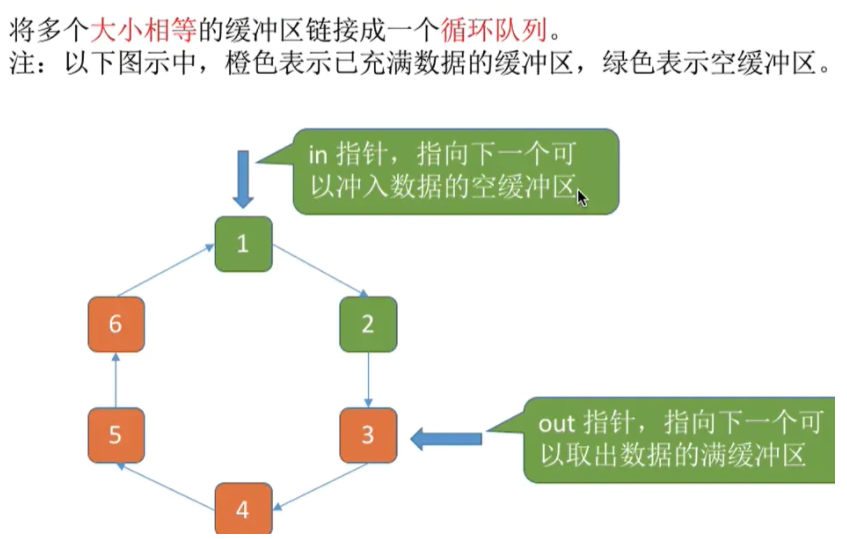 将多个大小相等的缓冲区链接成一个循环队列。
注：以下图示中，橙色表示已充满数据的缓冲区，绿色表示空缓冲区。
in 指针，指向下一个可
以冲入数据的空缓冲区
1
6
2
5
3
out 指针，指向下一个可
以取出数据的满缓冲区
4